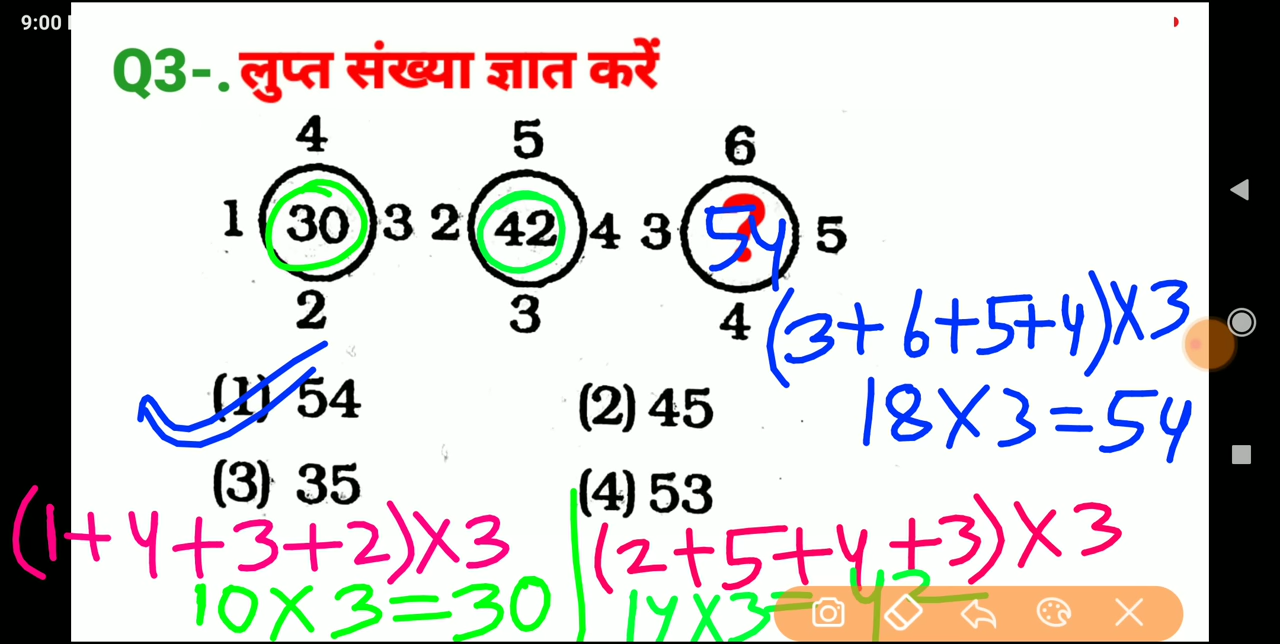 9:00
Q3-. लुप्त संख्या ज्ञात करें
4 5 6
1 30 3 2 42 4 3 ? 54 5
2 3 4
(3+6+5+4)×3
18×3=54
(1) 54 (2) 45
(3) 35 (4) 53
(1+4+3+2)×3 (2+5+4+3)×3
10×3=30 14×3=42